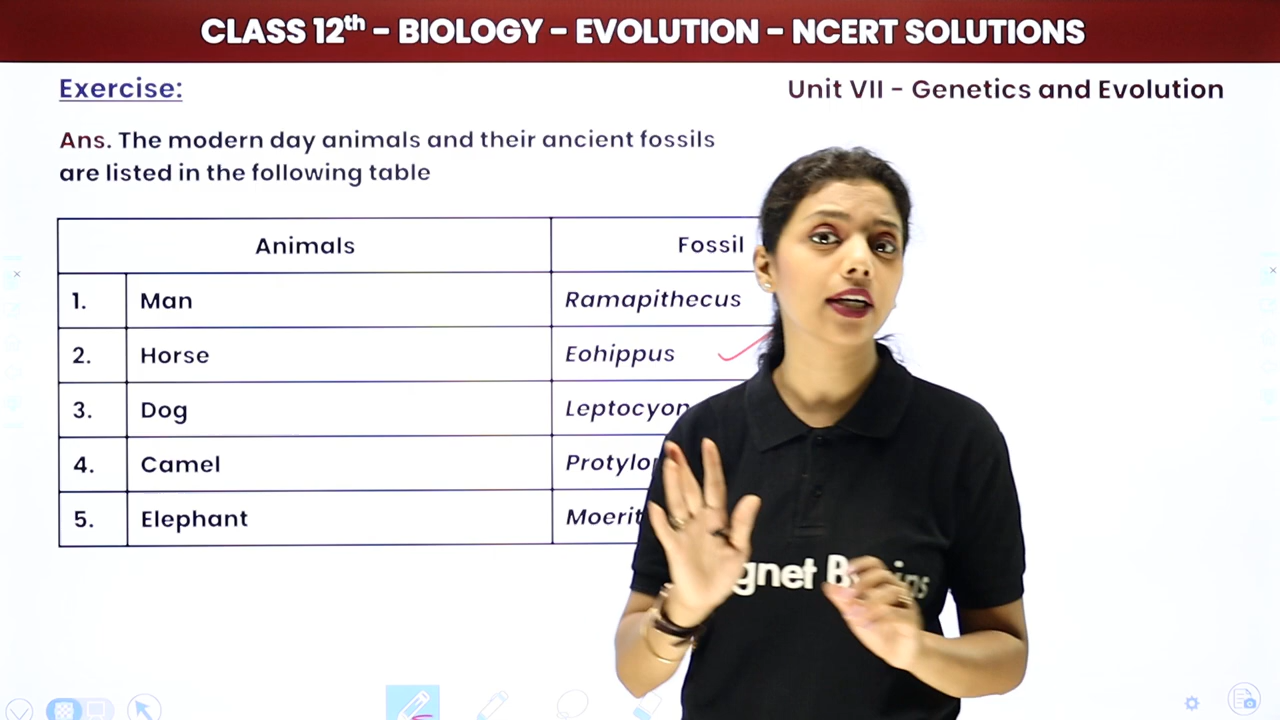 CLASS 12th - BIOLOGY - EVOLUTION - NCERT SOLUTIONS
Exercise:
Unit VII - Genetics and Evolution
Ans. The modern day animals and their ancient fossils
are listed in the following table
Animals Fossil
1. Man Ramapithecus
2. Horse Eohippus
3. Dog Leptocyon
4. Camel
5. Elephant